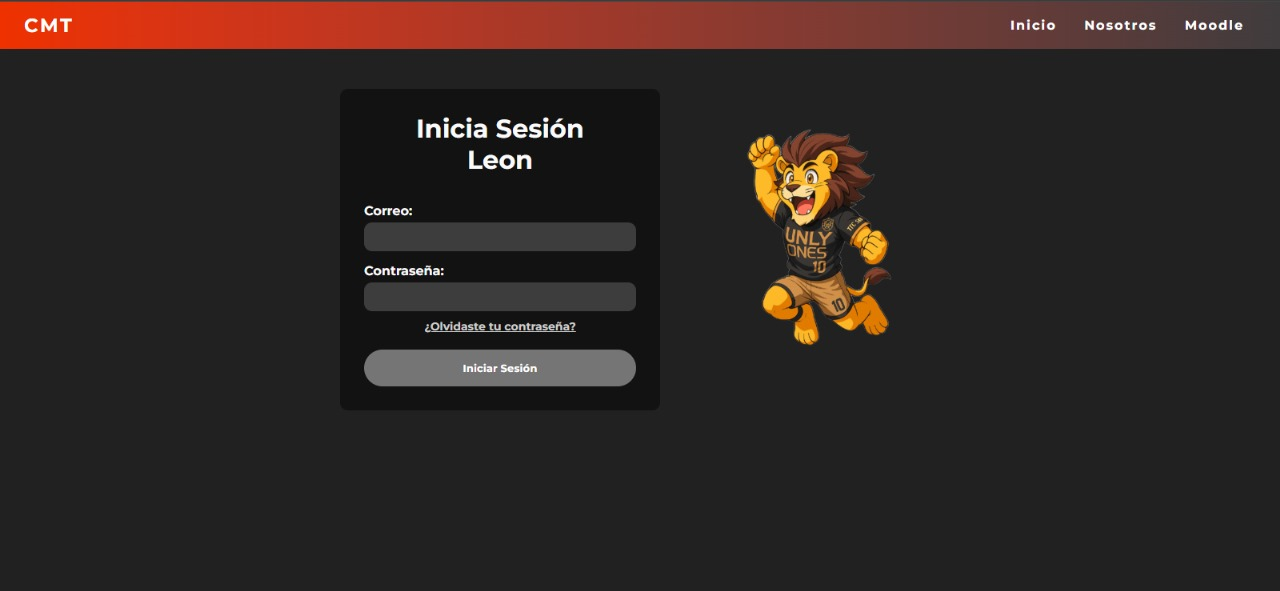 CMT
Inicio
Nosotros
Moodle
Inicia Sesión
Leon
Correo:
Contraseña:
¿Olvidaste tu contraseña?
Iniciar Sesión
UNLY
ONES
10
10